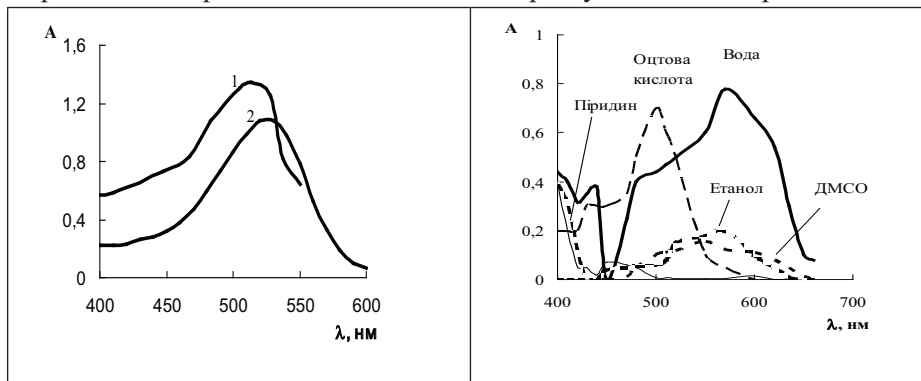 A
1,6
1,2
0,8
0,4
0
1
2
400 450 500 550 600
λ, нм
A
1
0,8
0,6
0,4
0,2
0
Оцтова
кислота
Вода
Піридин
Етанол
ДМСО
400 500 600 700
λ, нм